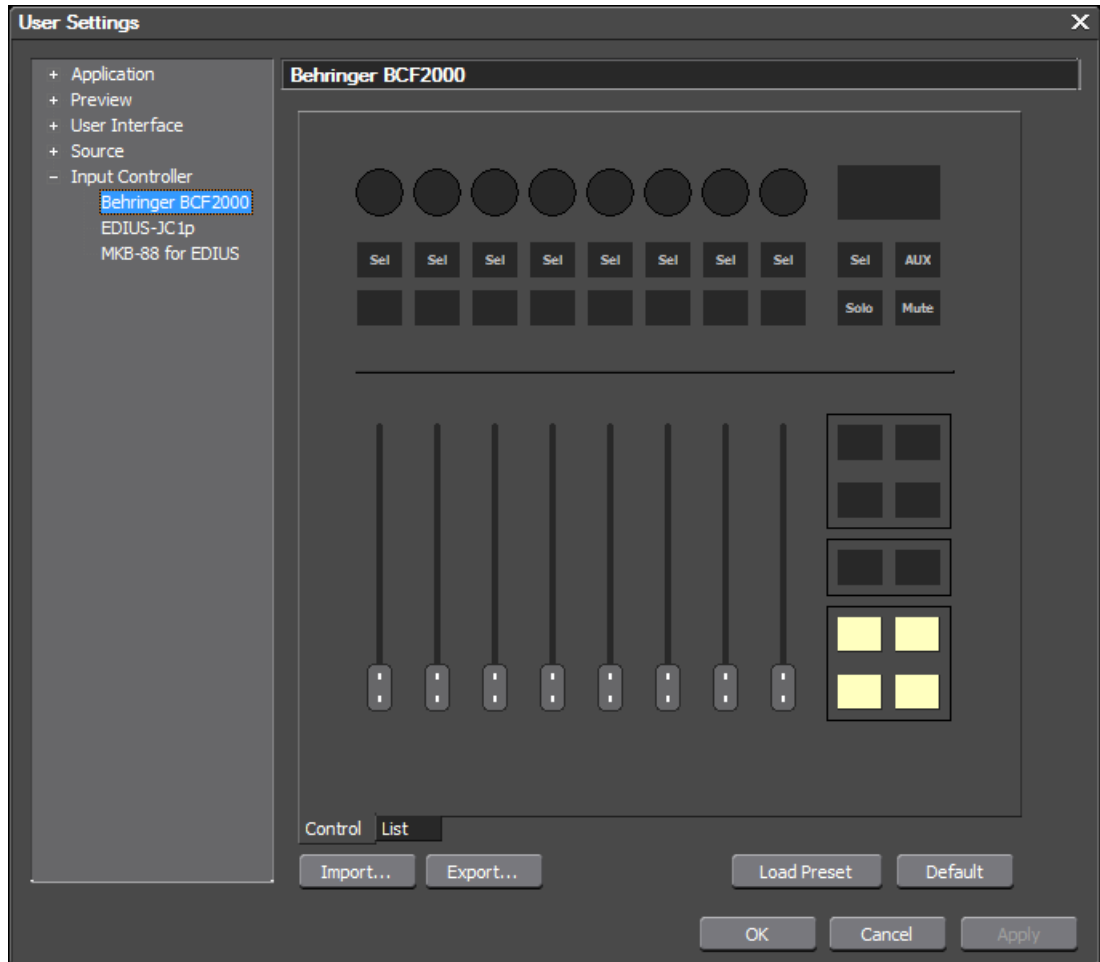 User Settings
X
+ Application
+ Preview
+ User Interface
+ Source
- Input Controller
Behringer BCF2000
EDIUS-JC1p
MKB-88 for EDIUS
Behringer BCF2000
Sel Sel Sel Sel Sel Sel Sel Sel Sel AUX
Solo Mute
Control List
Import... Export... Load Preset Default
OK Cancel Apply